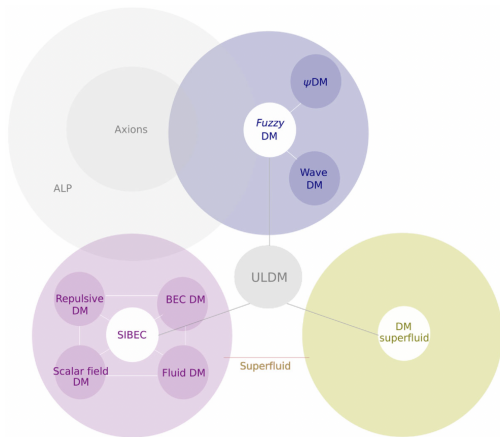 ψDM
Fuzzy
DM
Axions
Wave
DM
ALP
ULDM
Repulsive
DM
BEC DM
SIBEC
DM
superfluid
Scalar field
DM
Fluid DM
Superfluid